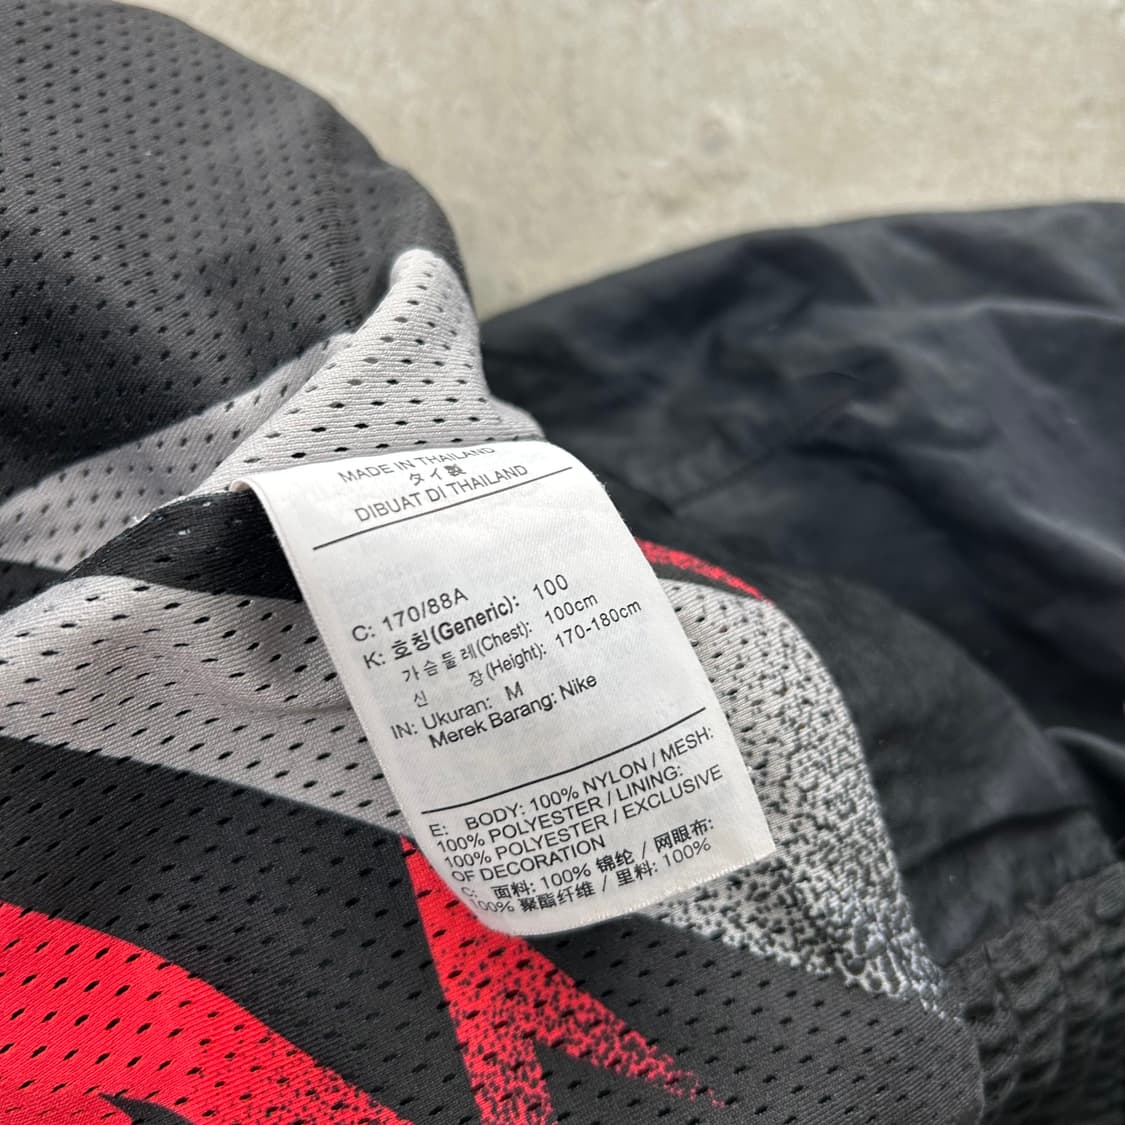 MADE IN THAILAND
タイ製
DIBUAT DI THAILAND
C: 170/88A
K: 호칭(Generic): 100
가슴둘레(Chest): 100cm
신 장(Height): 170-180cm
IN: Ukuran: M
Merek Barang: Nike
E: BODY: 100% NYLON / MESH:
100% POLYESTER / LINING:
100% POLYESTER / EXCLUSIVE
OF DECORATION
C: 面料: 100% 锦纶 / 网眼布:
100% 聚酯纤维 / 里料: 100%